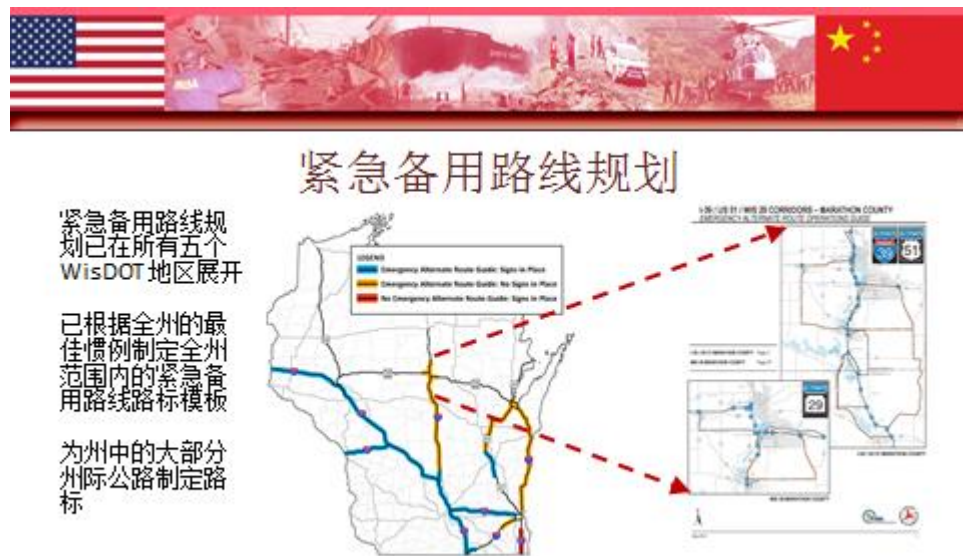 紧急备用路线规划
紧急备用路线规
划已在所有五个
WisDOT 地区展开
已根据全州的最
佳惯例制定全州
范围内的紧急备
用路线路标模板
为州中的大部分
州际公路制定路
标
LEGEND
Emergency Alternate Route Guide: Signs in Place
Emergency Alternate Route Guide: No Signs in Place
No Emergency Alternate Route Guide: Signs in Place
I-39 / US 51 / WIS 29 CORRIDORS – MARATHON COUNTY
EMERGENCY ALTERNATE ROUTE OPERATIONS GUIDE
39
51
29